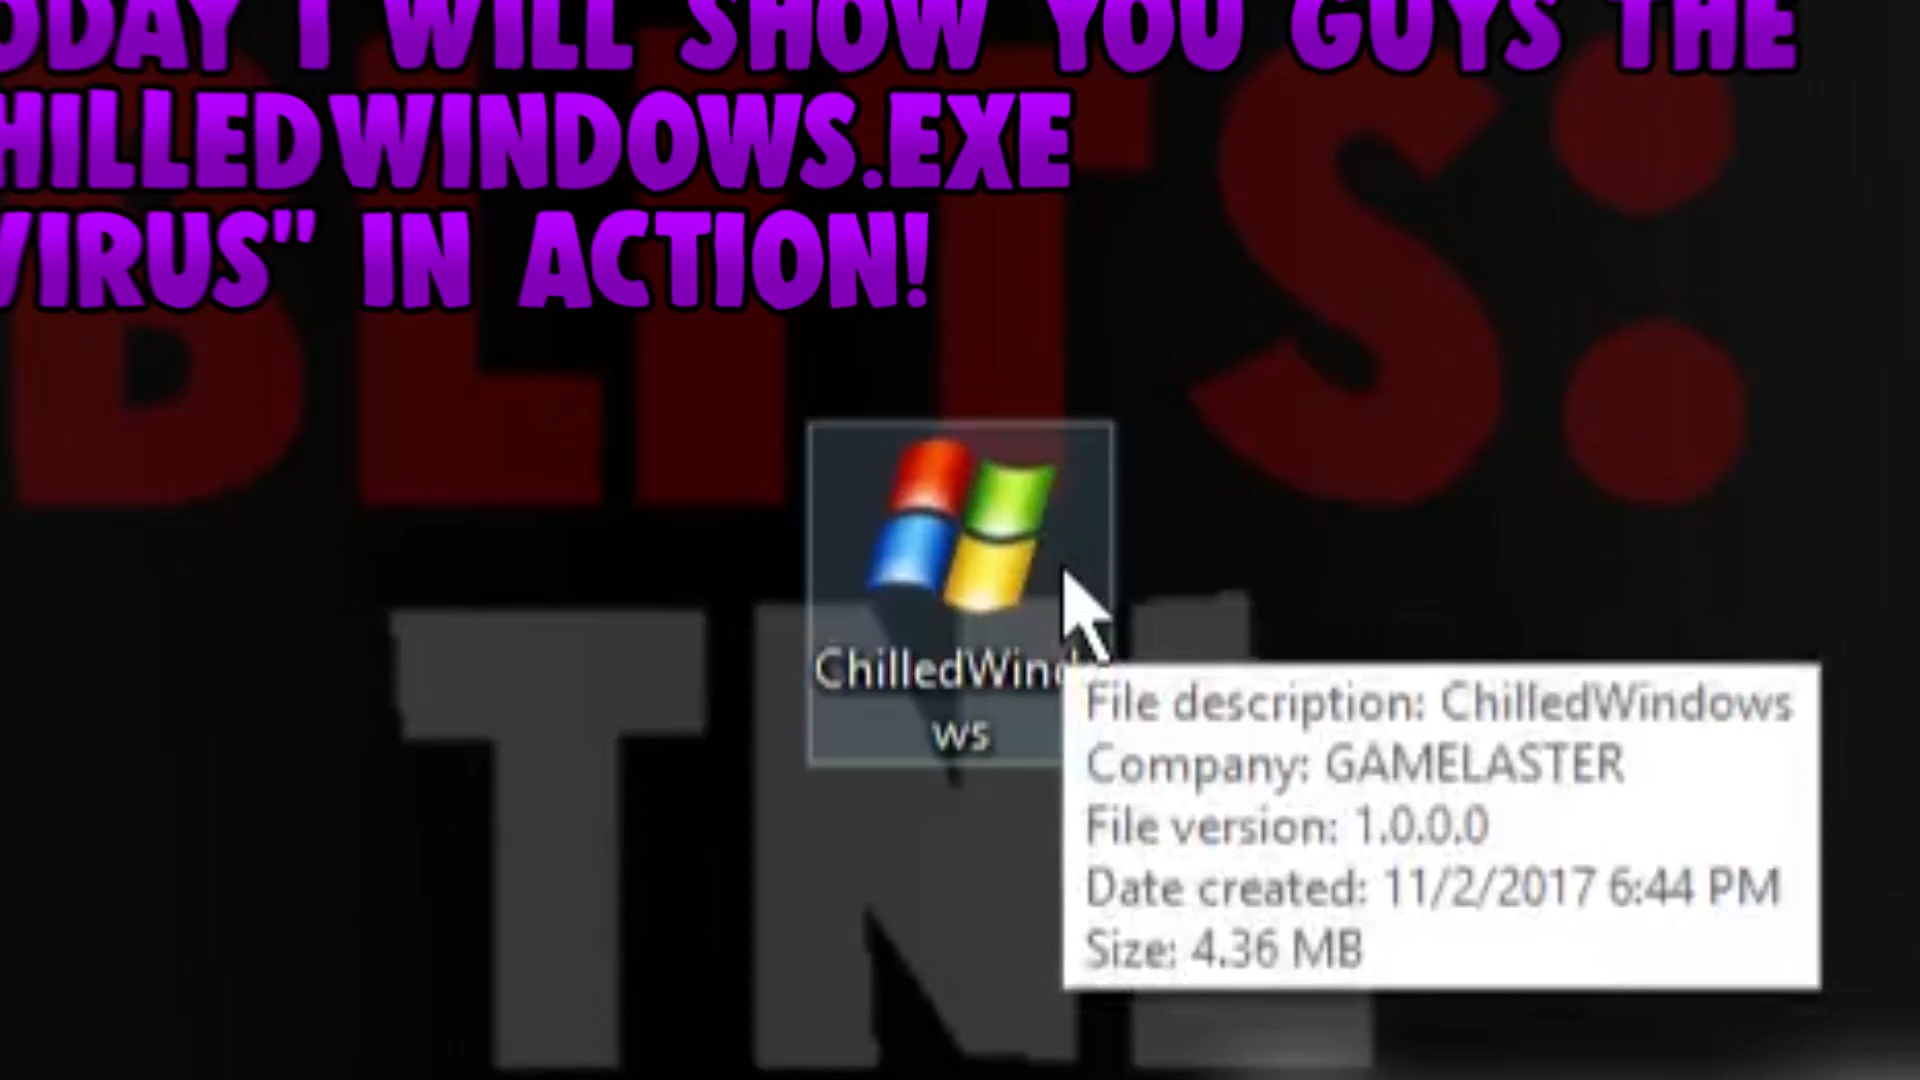 ODAY I WILL SHOW YOU GUYS THE
HILLEDWINDOWS.EXE
VIRUS" IN ACTION!
ChilledWind
ws
File description: ChilledWindows
Company: GAMELASTER
File version: 1.0.0.0
Date created: 11/2/2017 6:44 PM
Size: 4.36 MB